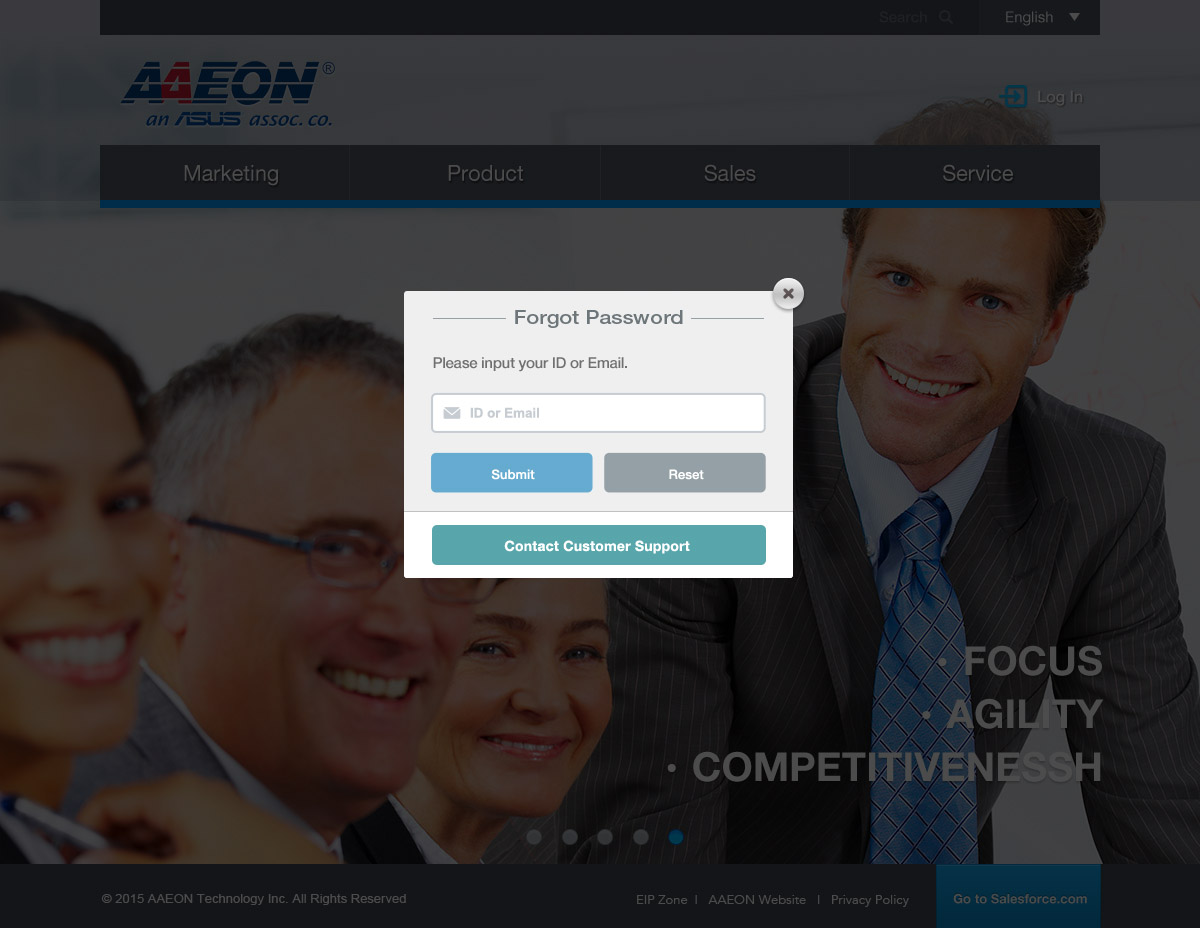 Search
English
AAEON®
an ASUS assoc. co.
Log In
Marketing
Product
Sales
Service
Forgot Password
Please input your ID or Email.
ID or Email
Submit
Reset
Contact Customer Support
• FOCUS
• AGILITY
• COMPETITIVENESSH
© 2015 AAEON Technology Inc. All Rights Reserved
EIP Zone | AAEON Website | Privacy Policy
Go to Salesforce.com